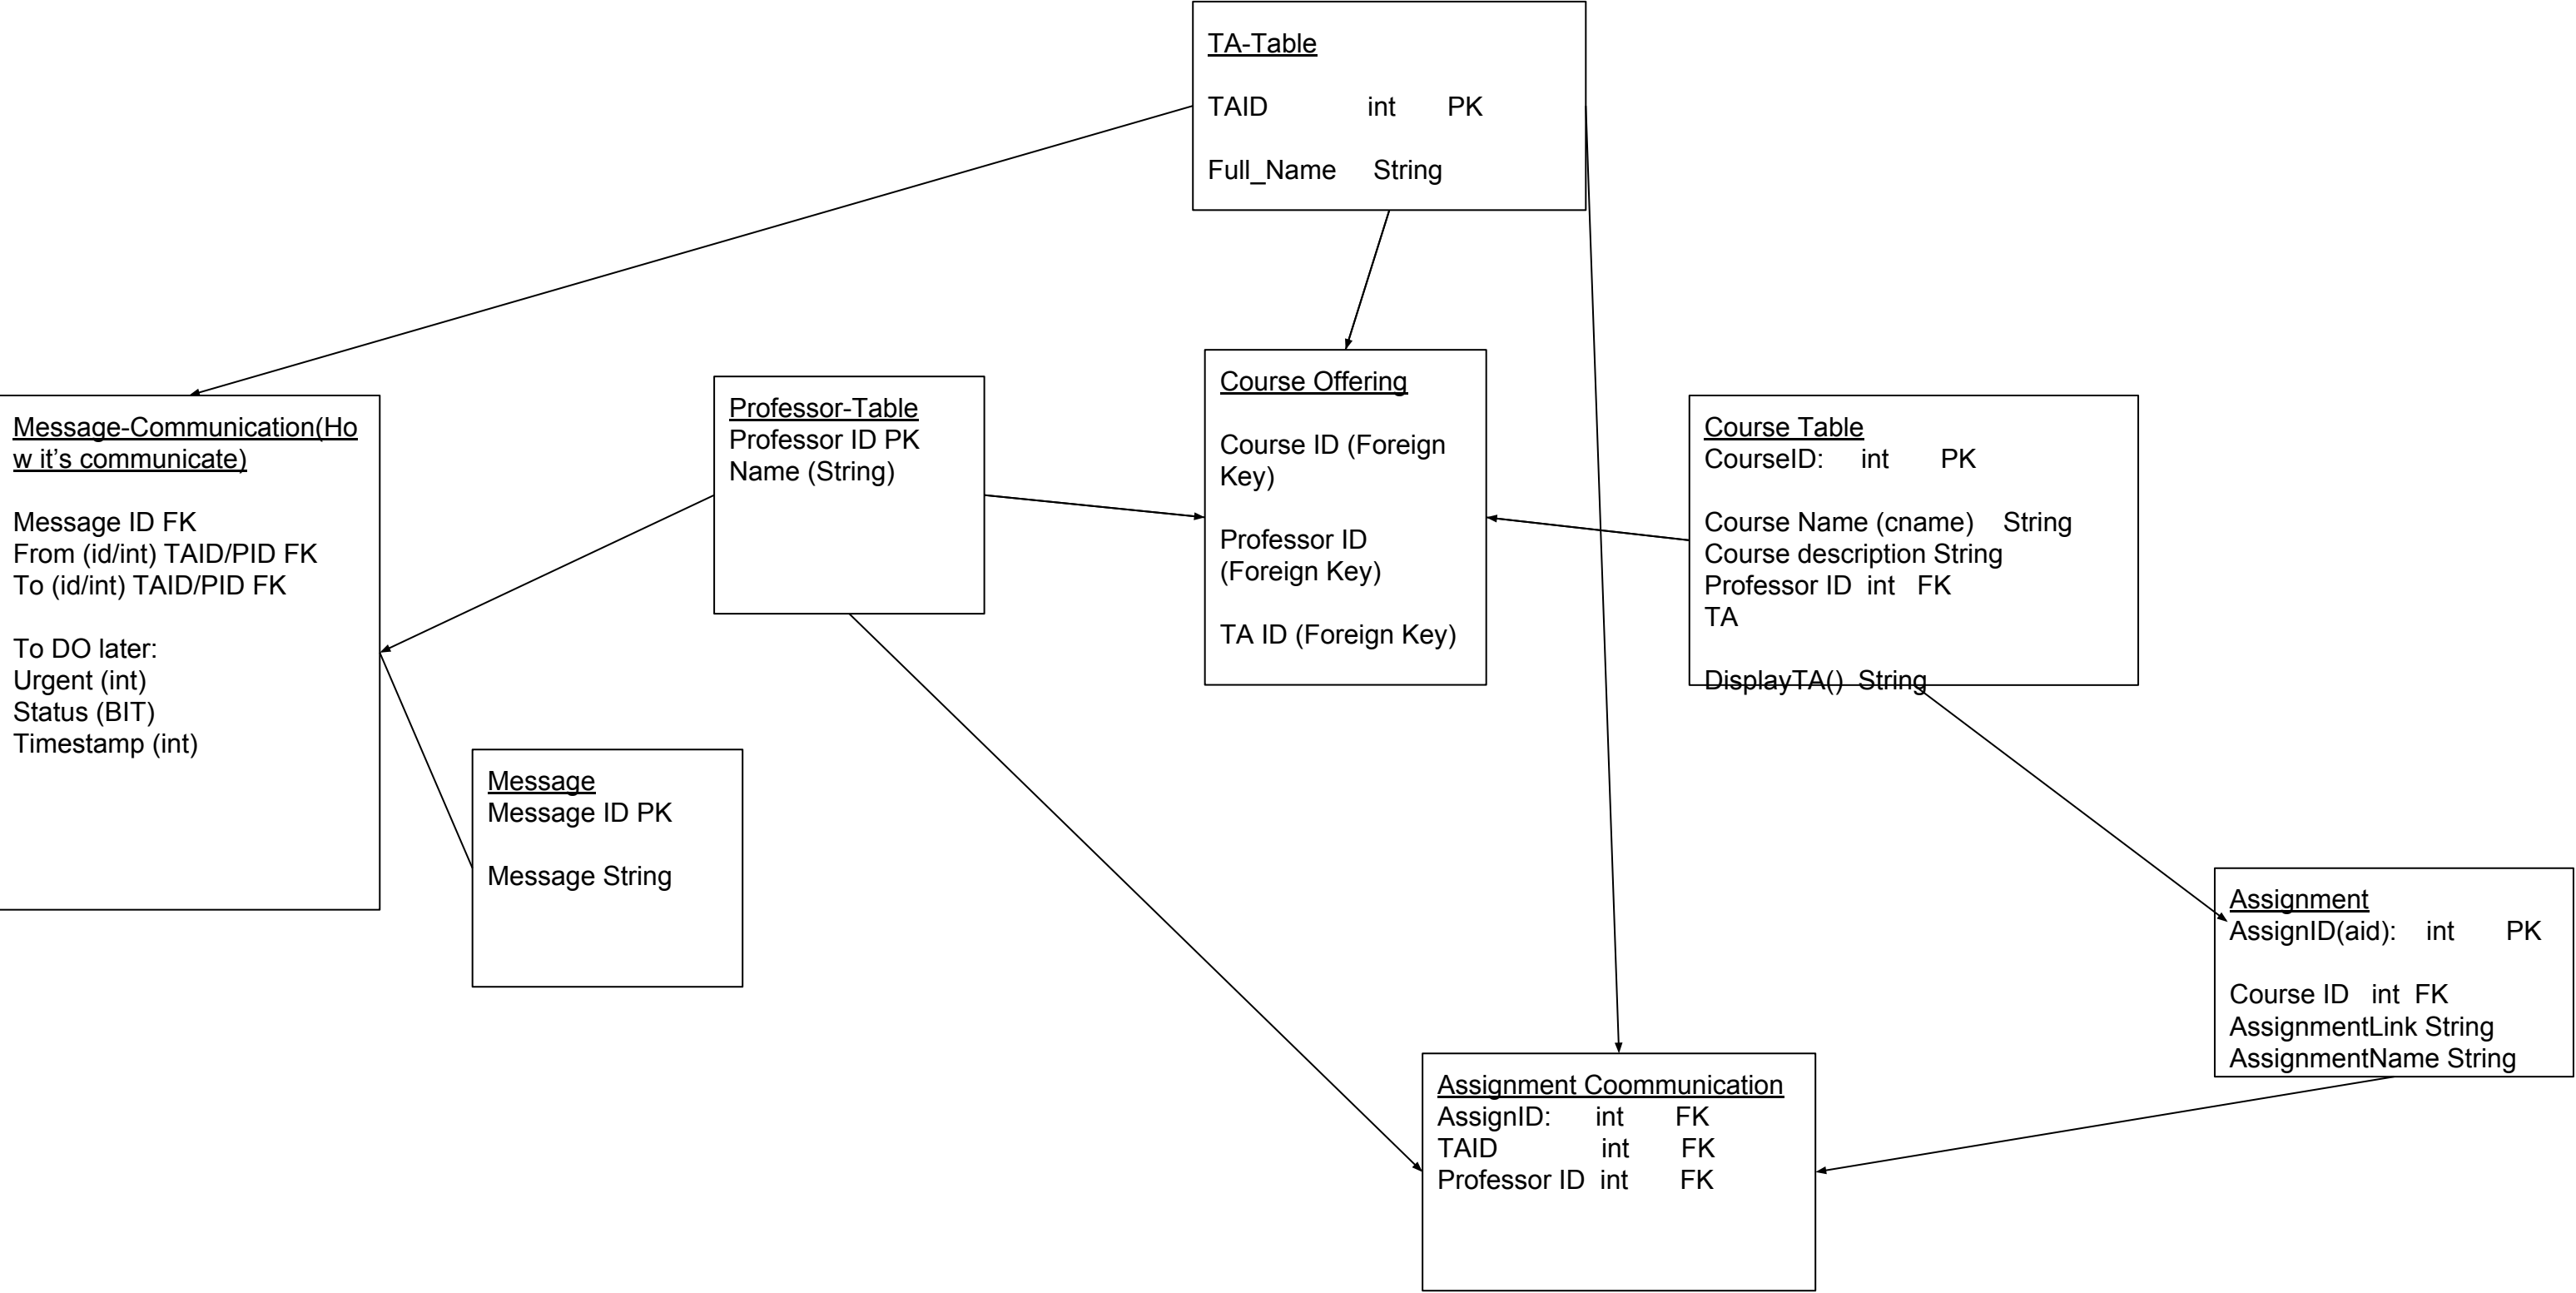 TA-Table
TAID int PK
Full_Name String
Message-Communication(Ho
w it’s communicate)
Message ID FK
From (id/int) TAID/PID FK
To (id/int) TAID/PID FK
To DO later:
Urgent (int)
Status (BIT)
Timestamp (int)
Professor-Table
Professor ID PK
Name (String)
Course Offering
Course ID (Foreign
Key)
Professor ID
(Foreign Key)
TA ID (Foreign Key)
Course Table
CourseID: int PK
Course Name (cname) String
Course description String
Professor ID int FK
TA
DisplayTA() String
Message
Message ID PK
Message String
Assignment
AssignID(aid): int PK
Course ID int FK
AssignmentLink String
AssignmentName String
Assignment Coommunication
AssignID: int FK
TAID int FK
Professor ID int FK